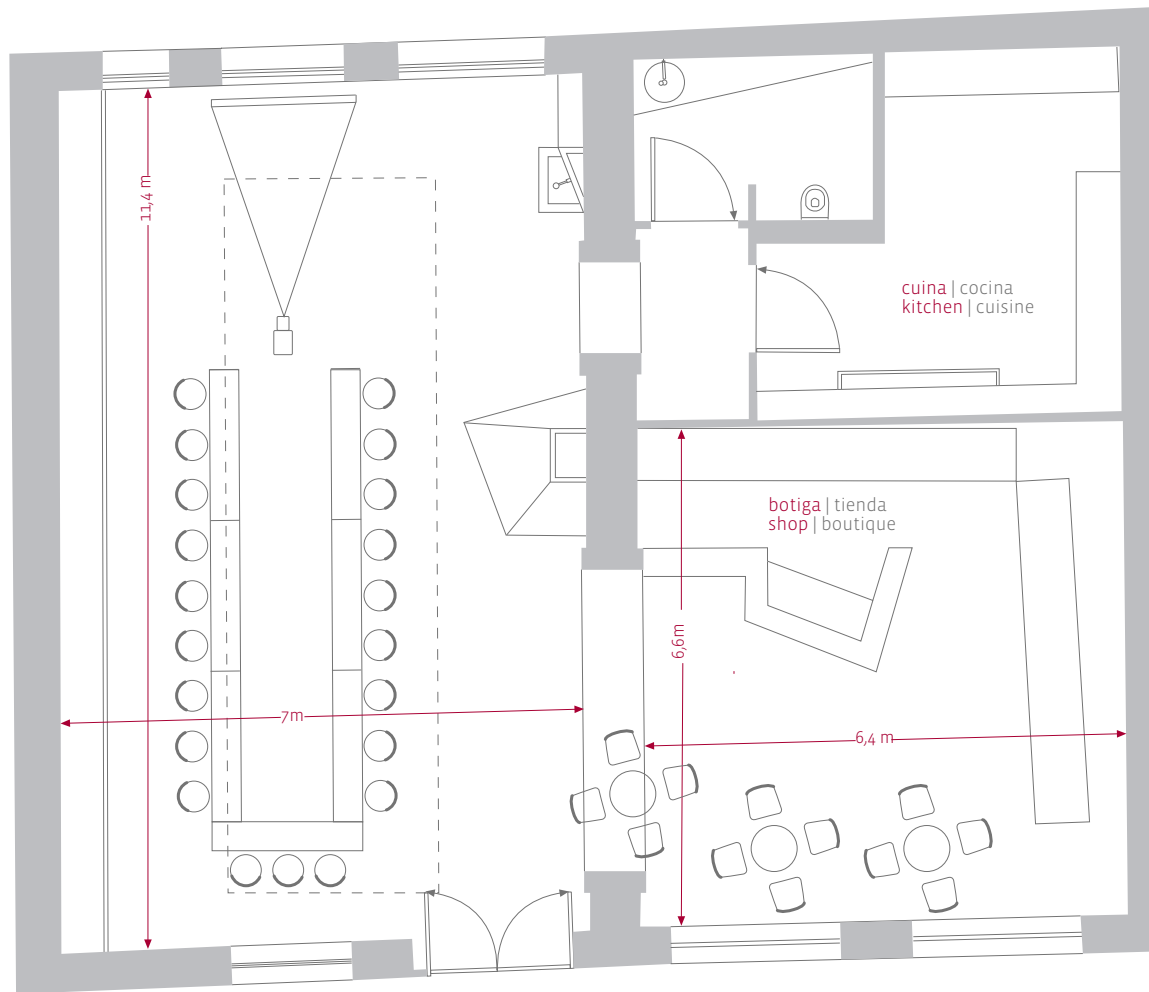 11,4 m
cuina | cocina
kitchen | cuisine
botiga | tienda
shop | boutique
6,6m
7m
6,4 m